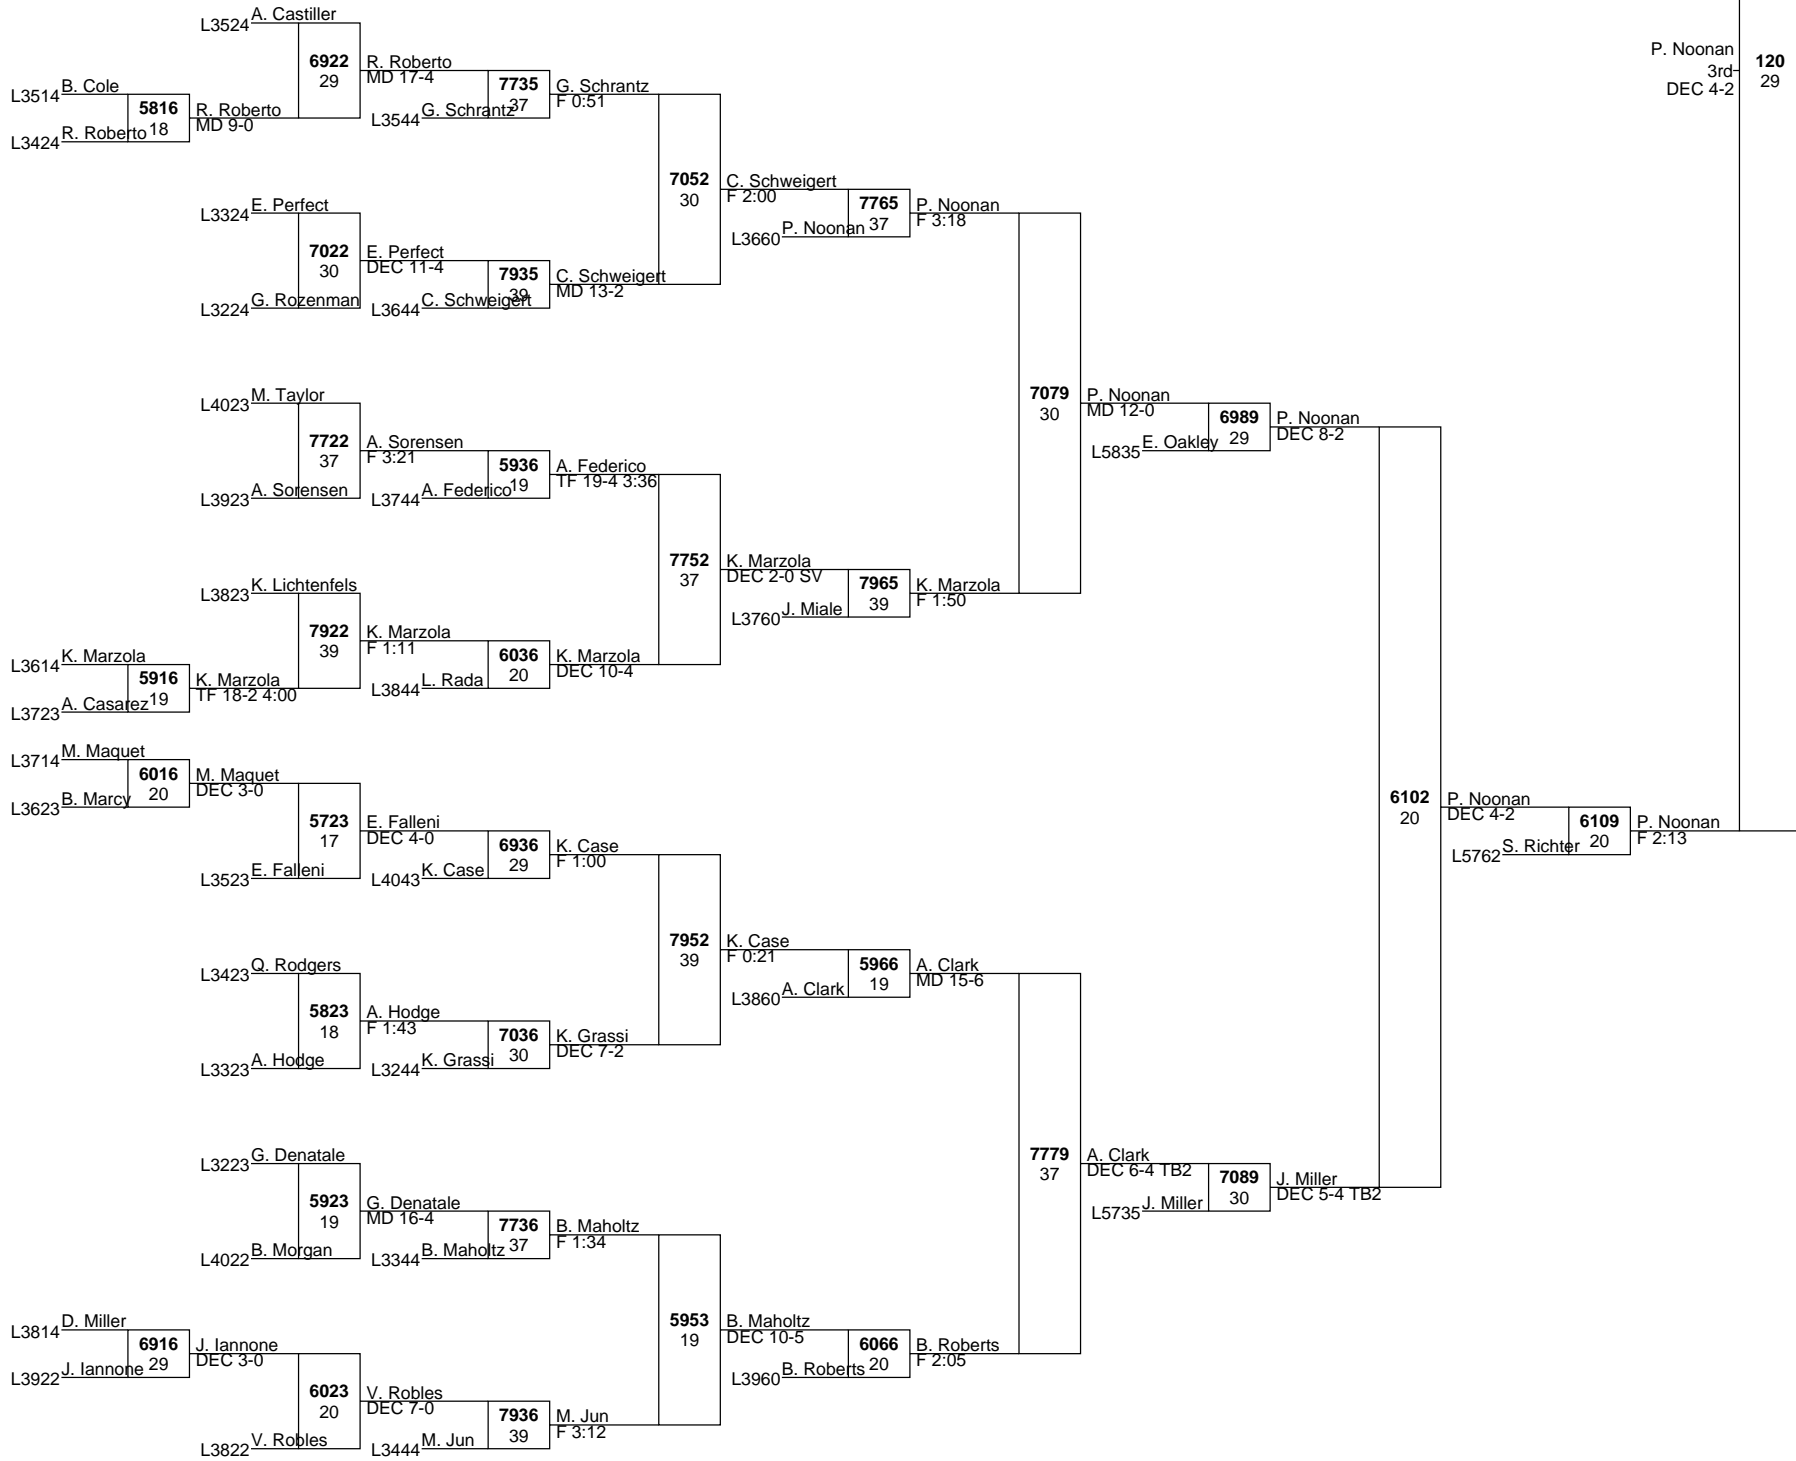 L3524 A. Castiller
6922
29
L3514 B. Cole
5816
18
L3424 R. Roberto
R. Roberto
MD 9-0
R. Roberto
MD 17-4
7735
37
L3544 G. Schrantz
G. Schrantz
F 0:51
L3324 E. Perfect
7022
30
L3224 G. Rozenman
E. Perfect
DEC 11-4
7935
39
L3644 C. Schweigert
C. Schweigert
MD 13-2
7052
30
C. Schweigert
F 2:00
7765
37
L3660 P. Noonan
P. Noonan
F 3:18
L4023 M. Taylor
7722
37
L3923 A. Sorensen
A. Sorensen
F 3:21
5936
19
L3744 A. Federico
A. Federico
TF 19-4 3:36
L3823 K. Lichtenfels
7922
39
L3614 K. Marzola
5916
19
L3723 A. Casarez
K. Marzola
TF 18-2 4:00
K. Marzola
F 1:11
6036
20
L3844 L. Rada
K. Marzola
DEC 10-4
7752
37
K. Marzola
DEC 2-0 SV
7965
39
L3760 J. Miale
K. Marzola
F 1:50
7079
30
P. Noonan
MD 12-0
6989
29
L5835 E. Oakley
P. Noonan
DEC 8-2
L3714 M. Maquet
6016
20
L3623 B. Marcy
M. Maquet
DEC 3-0
5723
17
L3523 E. Falleni
E. Falleni
DEC 4-0
6936
29
L4043 K. Case
K. Case
F 1:00
L3423 Q. Rodgers
5823
18
L3323 A. Hodge
A. Hodge
F 1:43
7036
30
L3244 K. Grassi
K. Grassi
DEC 7-2
7952
39
K. Case
F 0:21
5966
19
L3860 A. Clark
A. Clark
MD 15-6
L3223 G. Denatale
5923
19
L4022 B. Morgan
G. Denatale
MD 16-4
7736
37
L3344 B. Maholtz
B. Maholtz
F 1:34
L3814 D. Miller
6916
29
L3922 J. Iannone
J. Iannone
DEC 3-0
6023
20
L3822 V. Robles
V. Robles
DEC 7-0
7936
39
L3444 M. Jun
M. Jun
F 3:12
5953
19
B. Maholtz
DEC 10-5
6066
20
L3960 B. Roberts
B. Roberts
F 2:05
7779
37
A. Clark
DEC 6-4 TB2
7089
30
L5735 J. Miller
J. Miller
DEC 5-4 TB2
6102
20
P. Noonan
DEC 4-2
6109
20
L5762 S. Richter
P. Noonan
F 2:13
P. Noonan
3rd
DEC 4-2
120
29